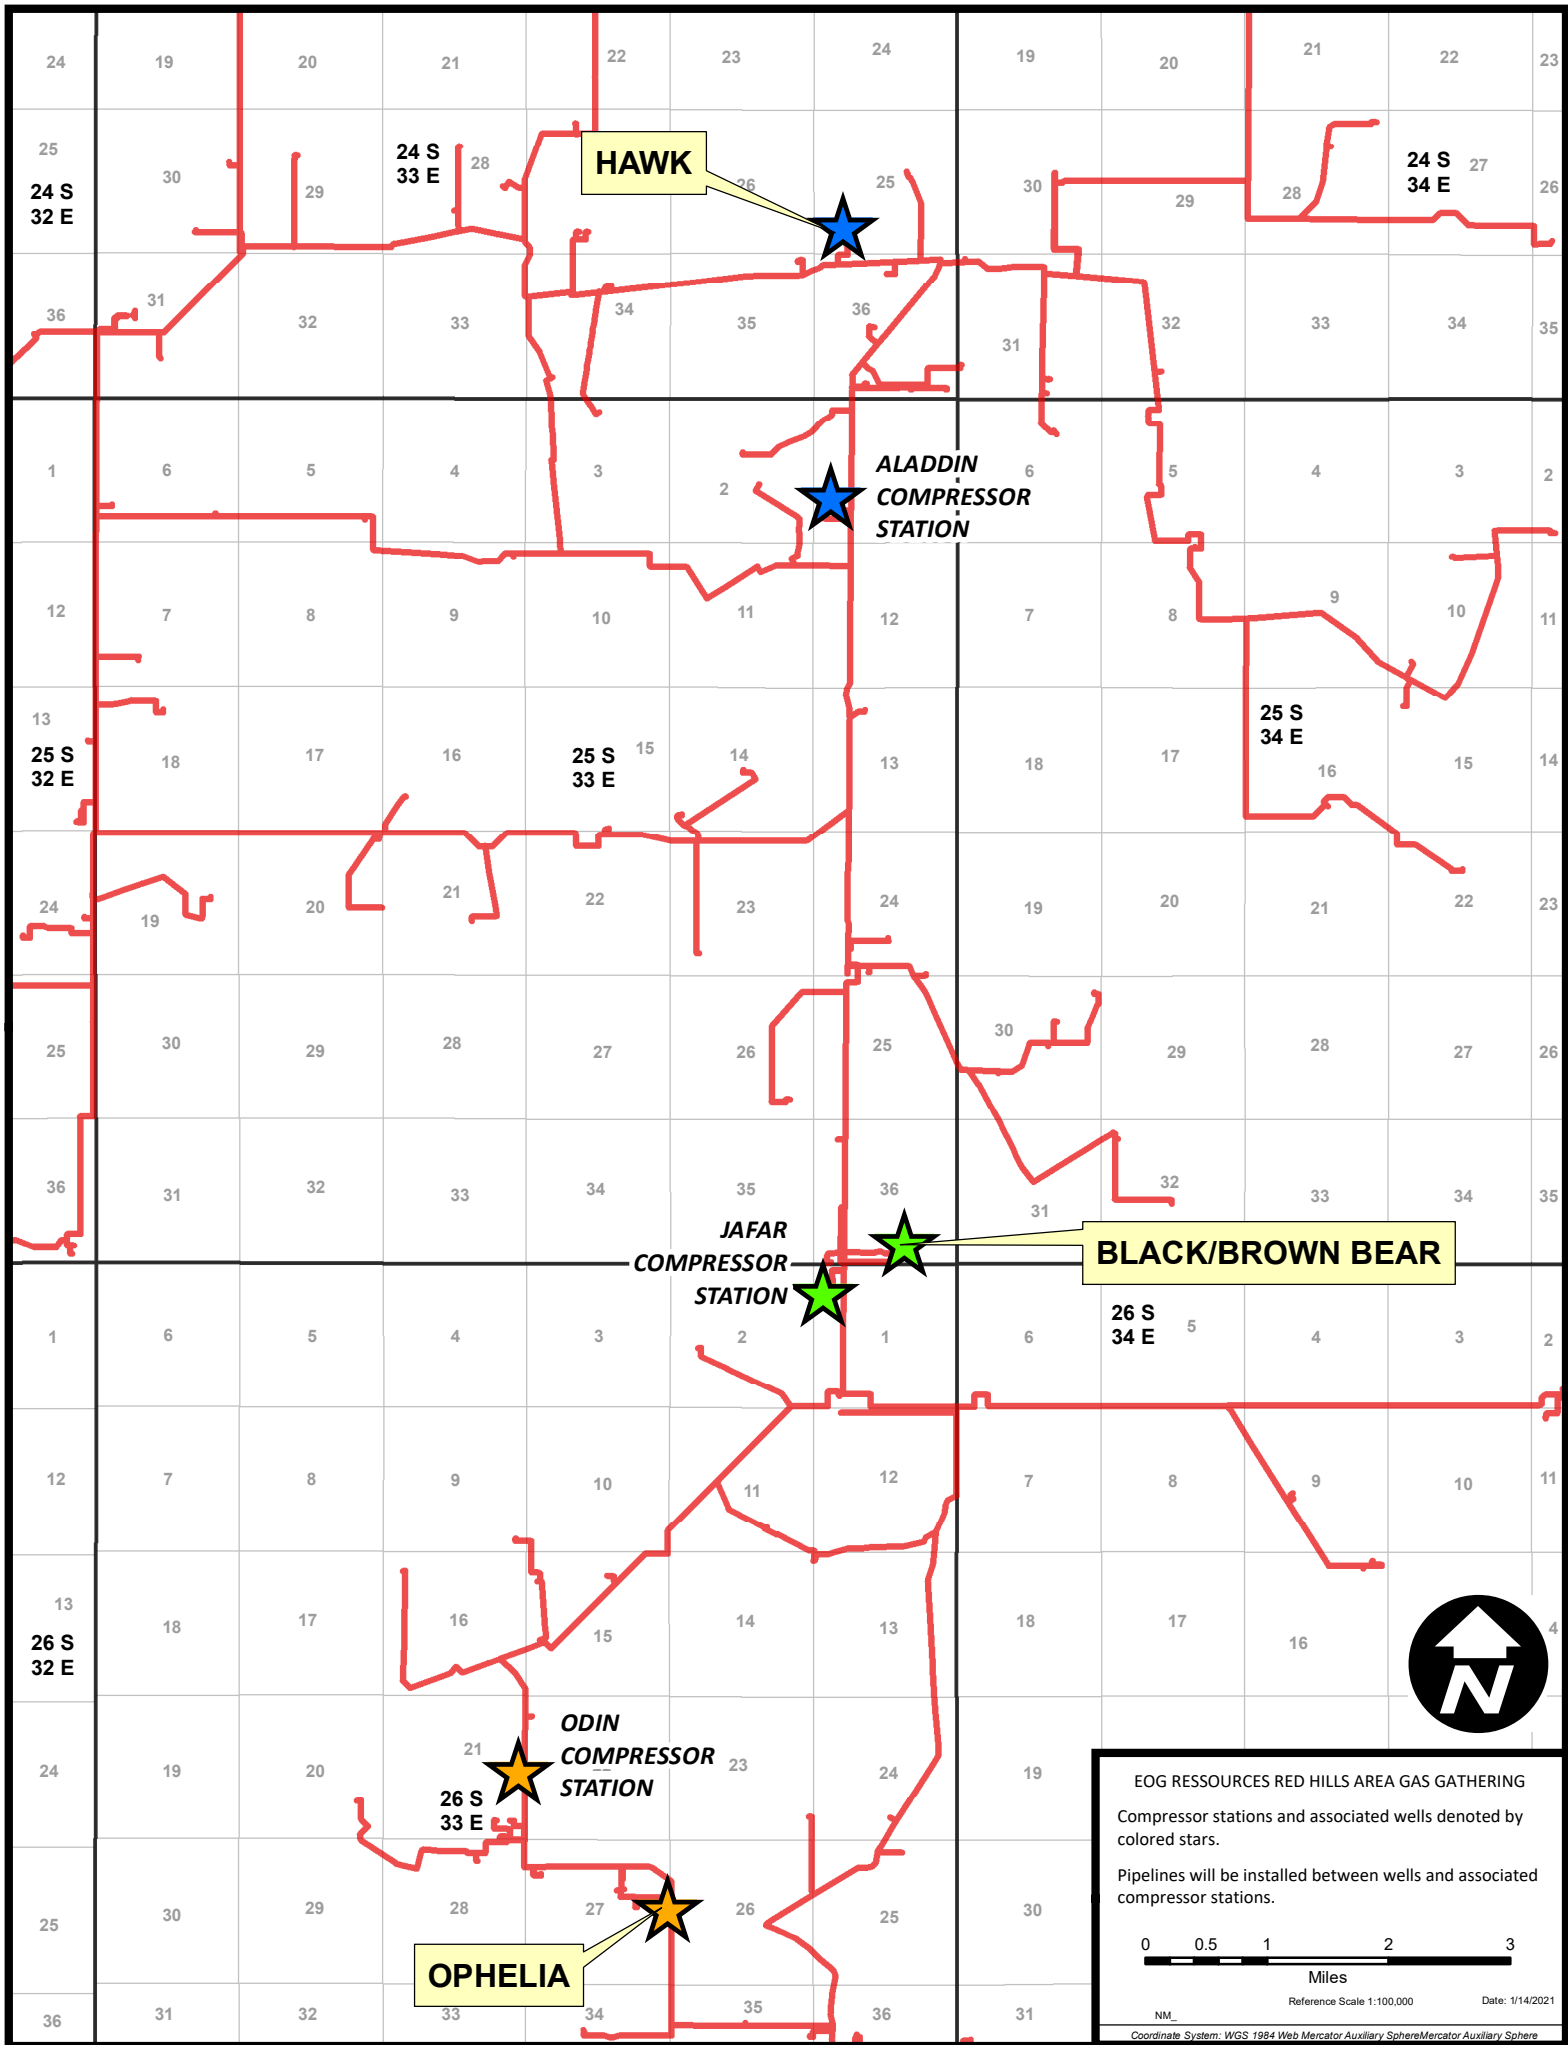 24 19 20 21 22 23 24 19 20 21 22 23
25 30 29 28 26 25 30 29 28 27 26
24 S
32 E
24 S
33 E
24 S
34 E
HAWK
36 31 32 33 34 35 36 31 32 33 34 35
1 6 5 4 3 2 6 5 4 3 2
ALADDIN
COMPRESSOR
STATION
12 7 8 9 10 11 12 7 8 9 10 11
13 18 17 16 15 14 13 18 17 16 15 14
25 S
32 E
25 S
33 E
25 S
34 E
24 19 20 21 22 23 24 19 20 21 22 23
25 30 29 28 27 26 25 30 29 28 27 26
36 31 32 33 34 35 36 31 32 33 34 35
JAFAR
COMPRESSOR
STATION
BLACK/BROWN BEAR
1 6 5 4 3 2 1 6 5 4 3 2
26 S
34 E
12 7 8 9 10 11 12 7 8 9 10 11
13 18 17 16 15 14 13 18 17 16 4
26 S
32 E
N
ODIN
COMPRESSOR
STATION
24 19 20 21 23 24 19
26 S
33 E
25 30 29 28 27 26 25 30
OPHELIA
36 31 32 33 34 35 36 31
EOG RESSOURCES RED HILLS AREA GAS GATHERING
Compressor stations and associated wells denoted by
colored stars.
Pipelines will be installed between wells and associated
compressor stations.
0 0.5 1 2 3
Miles
Reference Scale 1:100,000
Date: 1/14/2021
NM_
Coordinate System: WGS 1984 Web Mercator Auxiliary SphereMercator Auxiliary Sphere